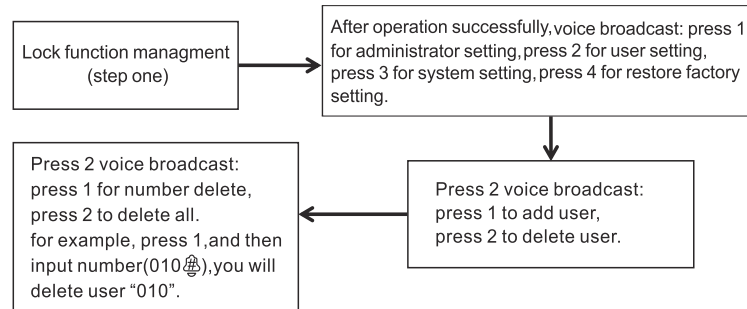 Lock function managment
(step one)
After operation successfully,voice broadcast: press 1
for administrator setting,press 2 for user setting,
press 3 for system setting,press 4 for restore factory
setting.
Press 2 voice broadcast:
press 1 to add user,
press 2 to delete user.
Press 2 voice broadcast:
press 1 for number delete,
press 2 to delete all.
for example, press 1,and then
input number(010#),you will
delete user “010”.